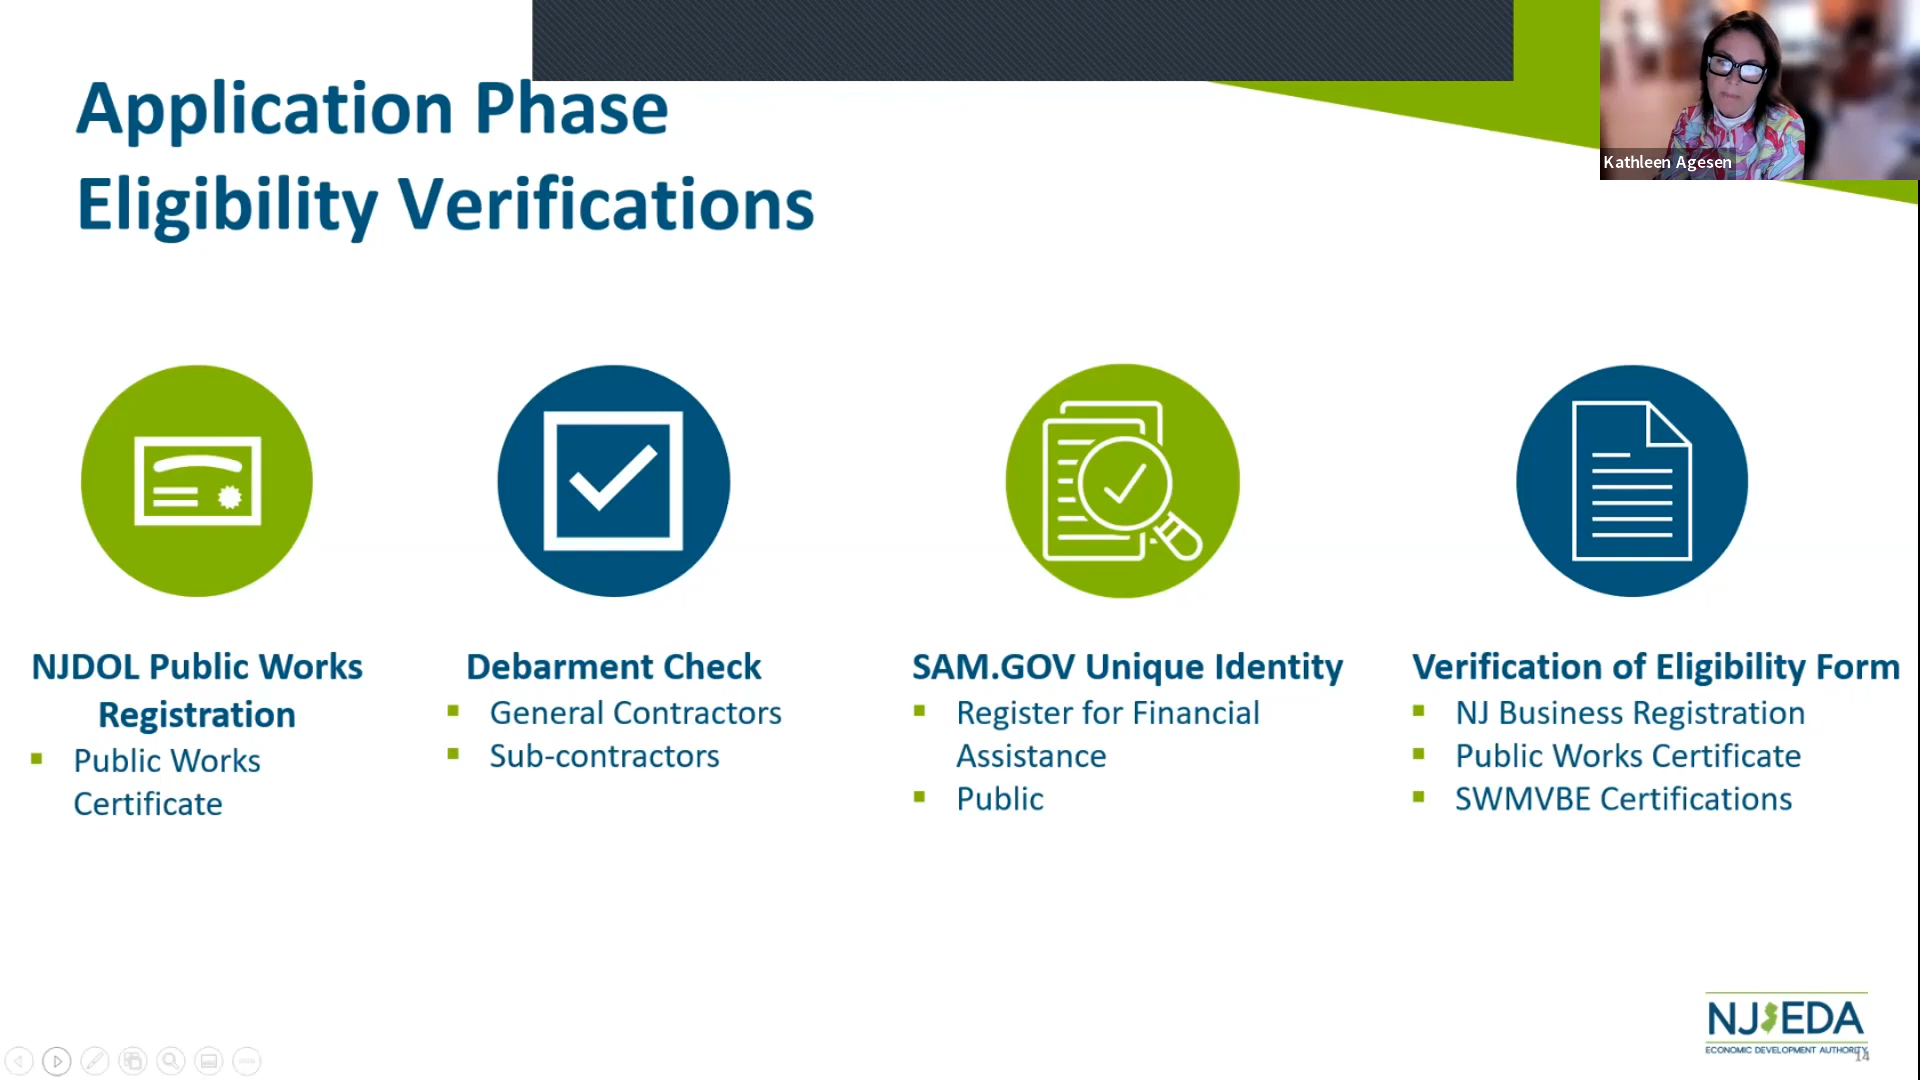 Application Phase
Eligibility Verifications
Kathleen Agesen
NJDOL Public Works
Registration
▪ Public Works
Certificate
Debarment Check
▪ General Contractors
▪ Sub-contractors
SAM.GOV Unique Identity
▪ Register for Financial
Assistance
▪ Public
Verification of Eligibility Form
▪ NJ Business Registration
▪ Public Works Certificate
▪ SWMVBE Certifications
NJEDA
ECONOMIC DEVELOPMENT AUTHORITY
14